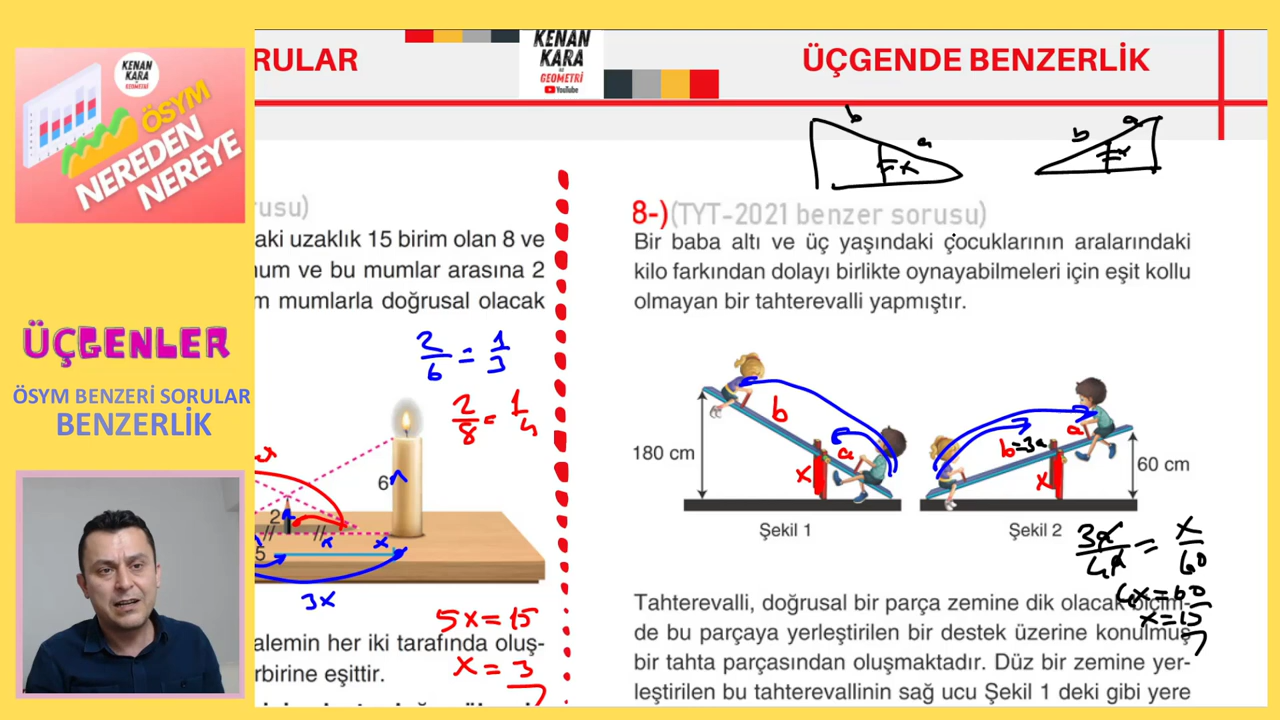 KENAN
KARA
ile
GEOMETRİ
ÖSYM
NEREDEN
NEREYE
ÜÇGENLER
ÖSYM BENZERİ SORULAR
BENZERLİK
RULAR
KENAN
KARA
ile
GEOMETRİ
YouTube
ÜÇGENDE BENZERLİK
b
a
x
b
a
x
rusu)
aki uzaklık 15 birim olan 8 ve
num ve bu mumlar arasına 2
m mumlarla doğrusal olacak
2/6 = 1/3
2/8 = 1/4
6
2
5
x
x
3x
5x = 15
x = 3
alemin her iki tarafında oluş-
rbirine eşittir.
8-)(TYT-2021 benzer sorusu)
Bir baba altı ve üç yaşındaki çocuklarının aralarındaki
kilo farkından dolayı birlikte oynayabilmeleri için eşit kollu
olmayan bir tahterevalli yapmıştır.
180 cm
b
a
x
Şekil 1
b=3a
a
x
60 cm
Şekil 2
3a/4a = x/60
4x=60
x=15
Tahterevalli, doğrusal bir parça zemine dik olacak biçim-
de bu parçaya yerleştirilen bir destek üzerine konulmuş
bir tahta parçasından oluşmaktadır. Düz bir zemine yer-
leştirilen bu tahterevallinin sağ ucu Şekil 1 deki gibi yere